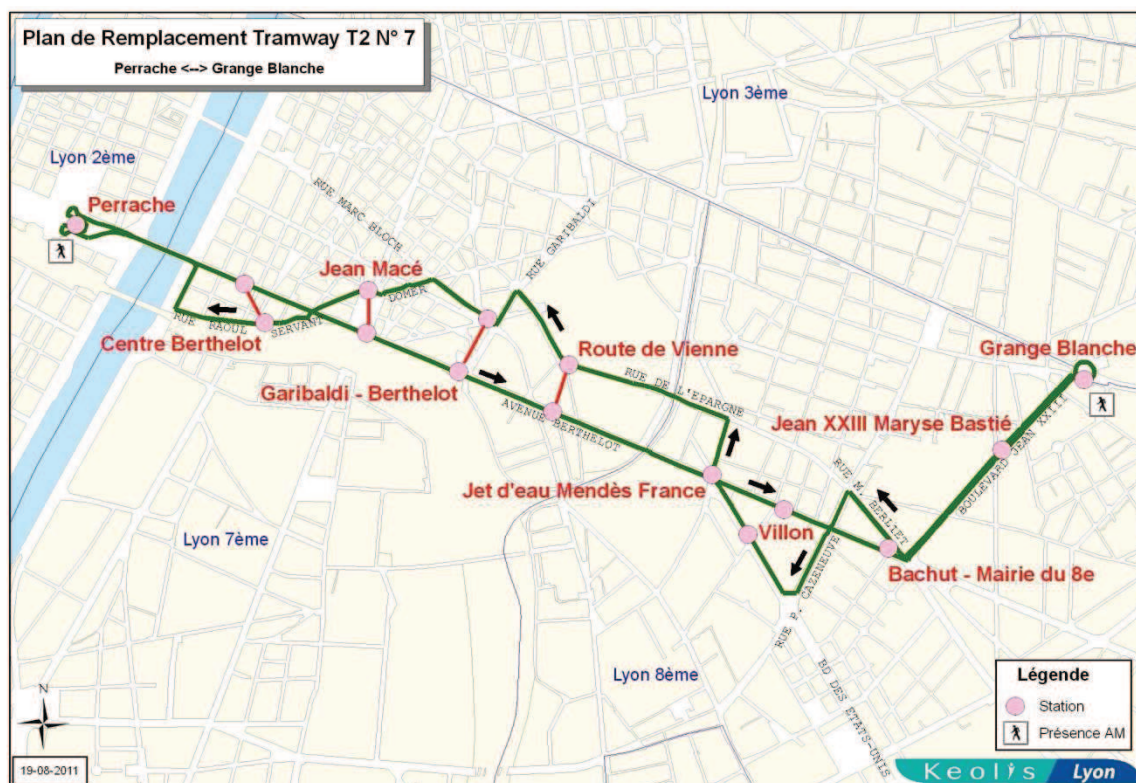 Plan de Remplacement Tramway T2 N° 7
Perrache <--> Grange Blanche
Lyon 3ème
Lyon 2ème
Perrache
RUE MARC BLOCH
RUE GARIBALDI
Jean Macé
DOMER
RUE RAOUL SERVANT
Centre Berthelot
Route de Vienne
Grange Blanche
Garibaldi - Berthelot
RUE DE L'EPARGNE
AVENUE BERTHELOT
Jean XXIII Maryse Bastié
BOULEVARD JEAN XXIII
Jet d'eau Mendès France
RUE M. BERLIET
Villon
Lyon 7ème
Bachut - Mairie du 8e
RUE P. CAZENEUVE
Lyon 8ème
BD DES ETATS-UNIS
Légende
Station
Présence AM
N
19-08-2011
Keolis Lyon